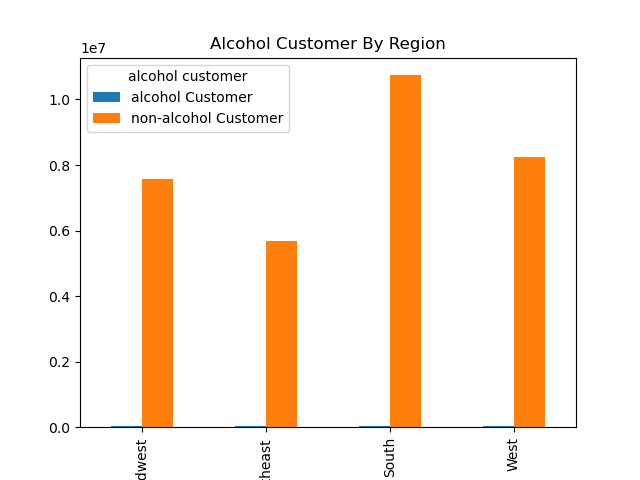 Alcohol Customer By Region
1e7
alcohol customer
alcohol Customer
non-alcohol Customer
1.0
0.8
0.6
0.4
0.2
0.0
dwest
theast
South
West